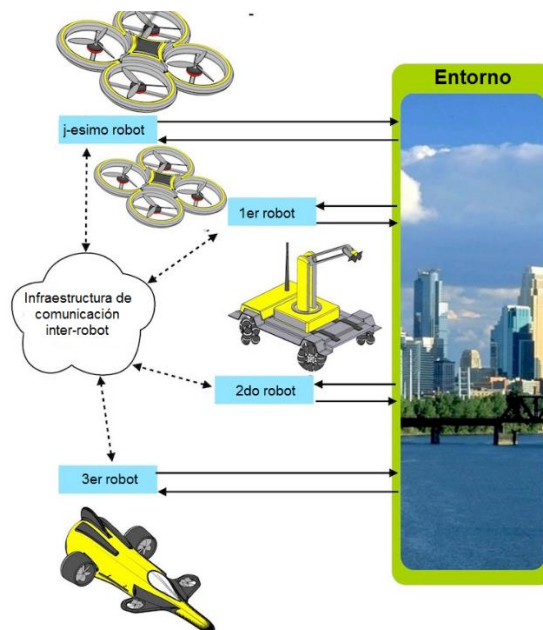 Entorno
j-esimo robot
1er robot
Infraestructura de
comunicación
inter-robot
2do robot
3er robot